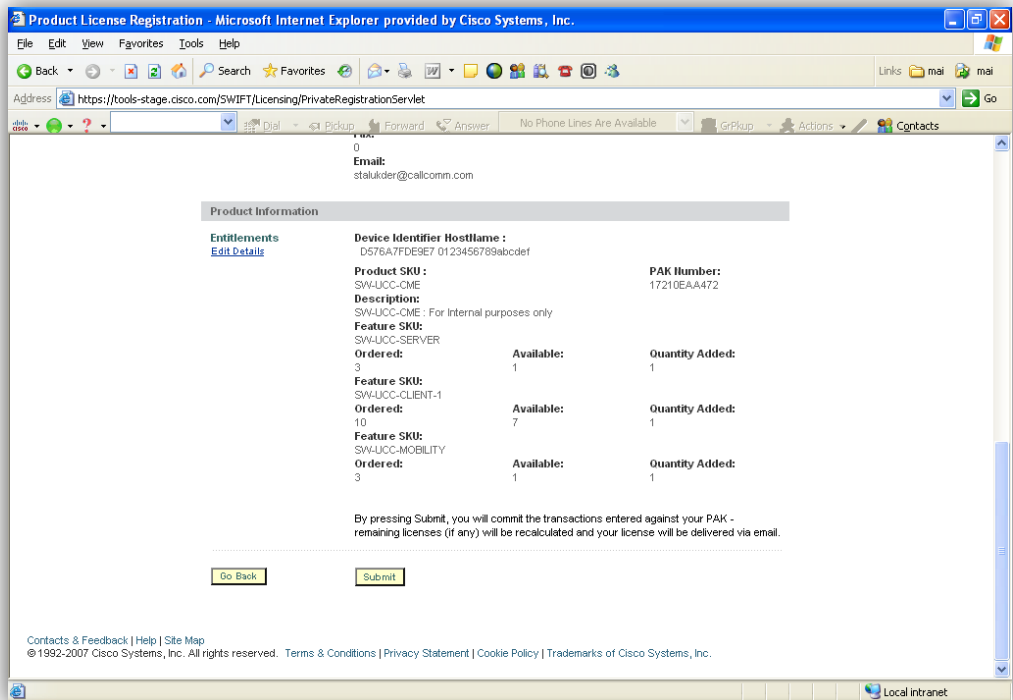 Product License Registration - Microsoft Internet Explorer provided by Cisco Systems, Inc.
File Edit View Favorites Tools Help
Back Search Favorites Links mai mai
Address https://tools-stage.cisco.com/SWIFT/Licensing/PrivateRegistrationServlet Go
cisco ? Dial Pickup Forward Answer No Phone Lines Are Available GrPkup Actions Contacts
Fax:
0
Email:
stalukder@callcomm.com
Product Information
Entitlements Device Identifier HostName :
Edit Details D576A7FDE9E7 0123456789abcdef
Product SKU : PAK Number:
SW-UCC-CME 17210EAA472
Description:
SW-UCC-CME : For Internal purposes only
Feature SKU:
SW-UCC-SERVER
Ordered: Available: Quantity Added:
3 1 1
Feature SKU:
SW-UCC-CLIENT-1
Ordered: Available: Quantity Added:
10 7 1
Feature SKU:
SW-UCC-MOBILITY
Ordered: Available: Quantity Added:
3 1 1
By pressing Submit, you will commit the transactions entered against your PAK -
remaining licenses (if any) will be recalculated and your license will be delivered via email.
Go Back Submit
Contacts & Feedback | Help | Site Map
©1992-2007 Cisco Systems, Inc. All rights reserved. Terms & Conditions | Privacy Statement | Cookie Policy | Trademarks of Cisco Systems, Inc.
Local intranet